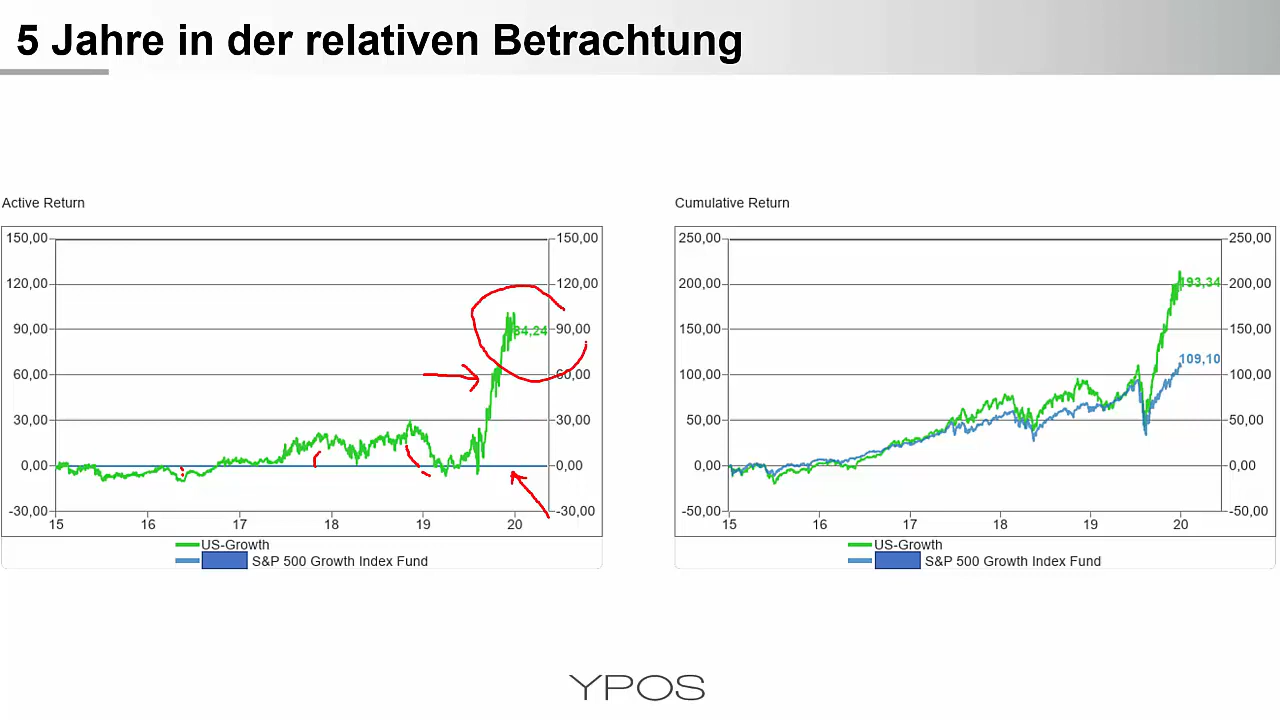 5 Jahre in der relativen Betrachtung
Active Return
150,00 150,00
120,00 120,00
90,00 84,24 90,00
60,00 60,00
30,00 30,00
0,00 0,00
-30,00 -30,00
15 16 17 18 19 20
US-Growth
S&P 500 Growth Index Fund
Cumulative Return
250,00 250,00
200,00 193,34 200,00
150,00 150,00
109,10
100,00 100,00
50,00 50,00
0,00 0,00
-50,00 -50,00
15 16 17 18 19 20
US-Growth
S&P 500 Growth Index Fund
YPOS